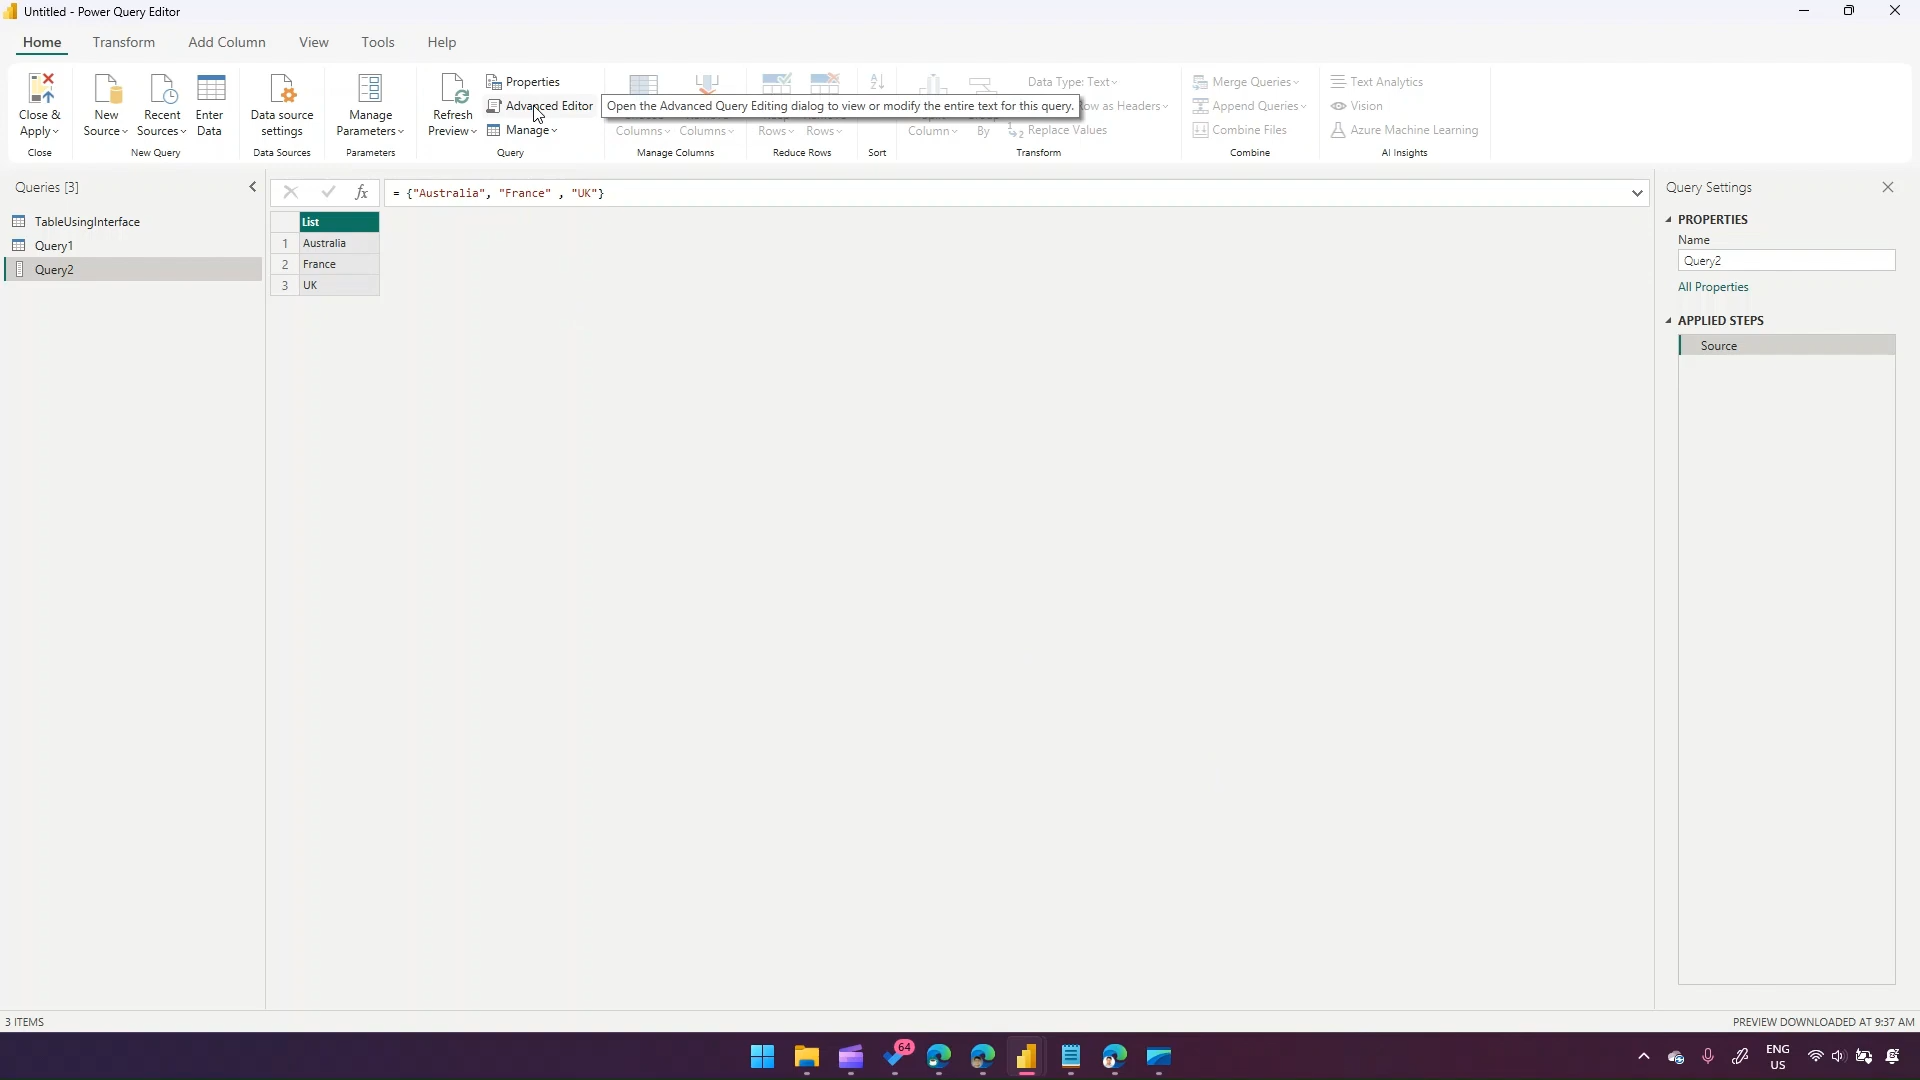 Untitled - Power Query Editor
Home Transform Add Column View Tools Help
Close & Apply
Close
New Source
Recent Sources
Enter Data
New Query
Data source settings
Data Sources
Manage Parameters
Parameters
Refresh Preview
Properties
Advanced Editor
Manage
Query
Open the Advanced Query Editing dialog to view or modify the entire text for this query.
Columns
Columns
Manage Columns
Rows
Rows
Reduce Rows
Sort
Column
By
Data Type: Text
ow as Headers
Replace Values
Transform
Merge Queries
Append Queries
Combine Files
Combine
Text Analytics
Vision
Azure Machine Learning
AI Insights
Queries [3]
TableUsingInterface
Query1
Query2
fx
= {"Australia", "France" , "UK"}
List
1 Australia
2 France
3 UK
Query Settings
PROPERTIES
Name
Query2
All Properties
APPLIED STEPS
Source
3 ITEMS
PREVIEW DOWNLOADED AT 9:37 AM
64
ENG
US